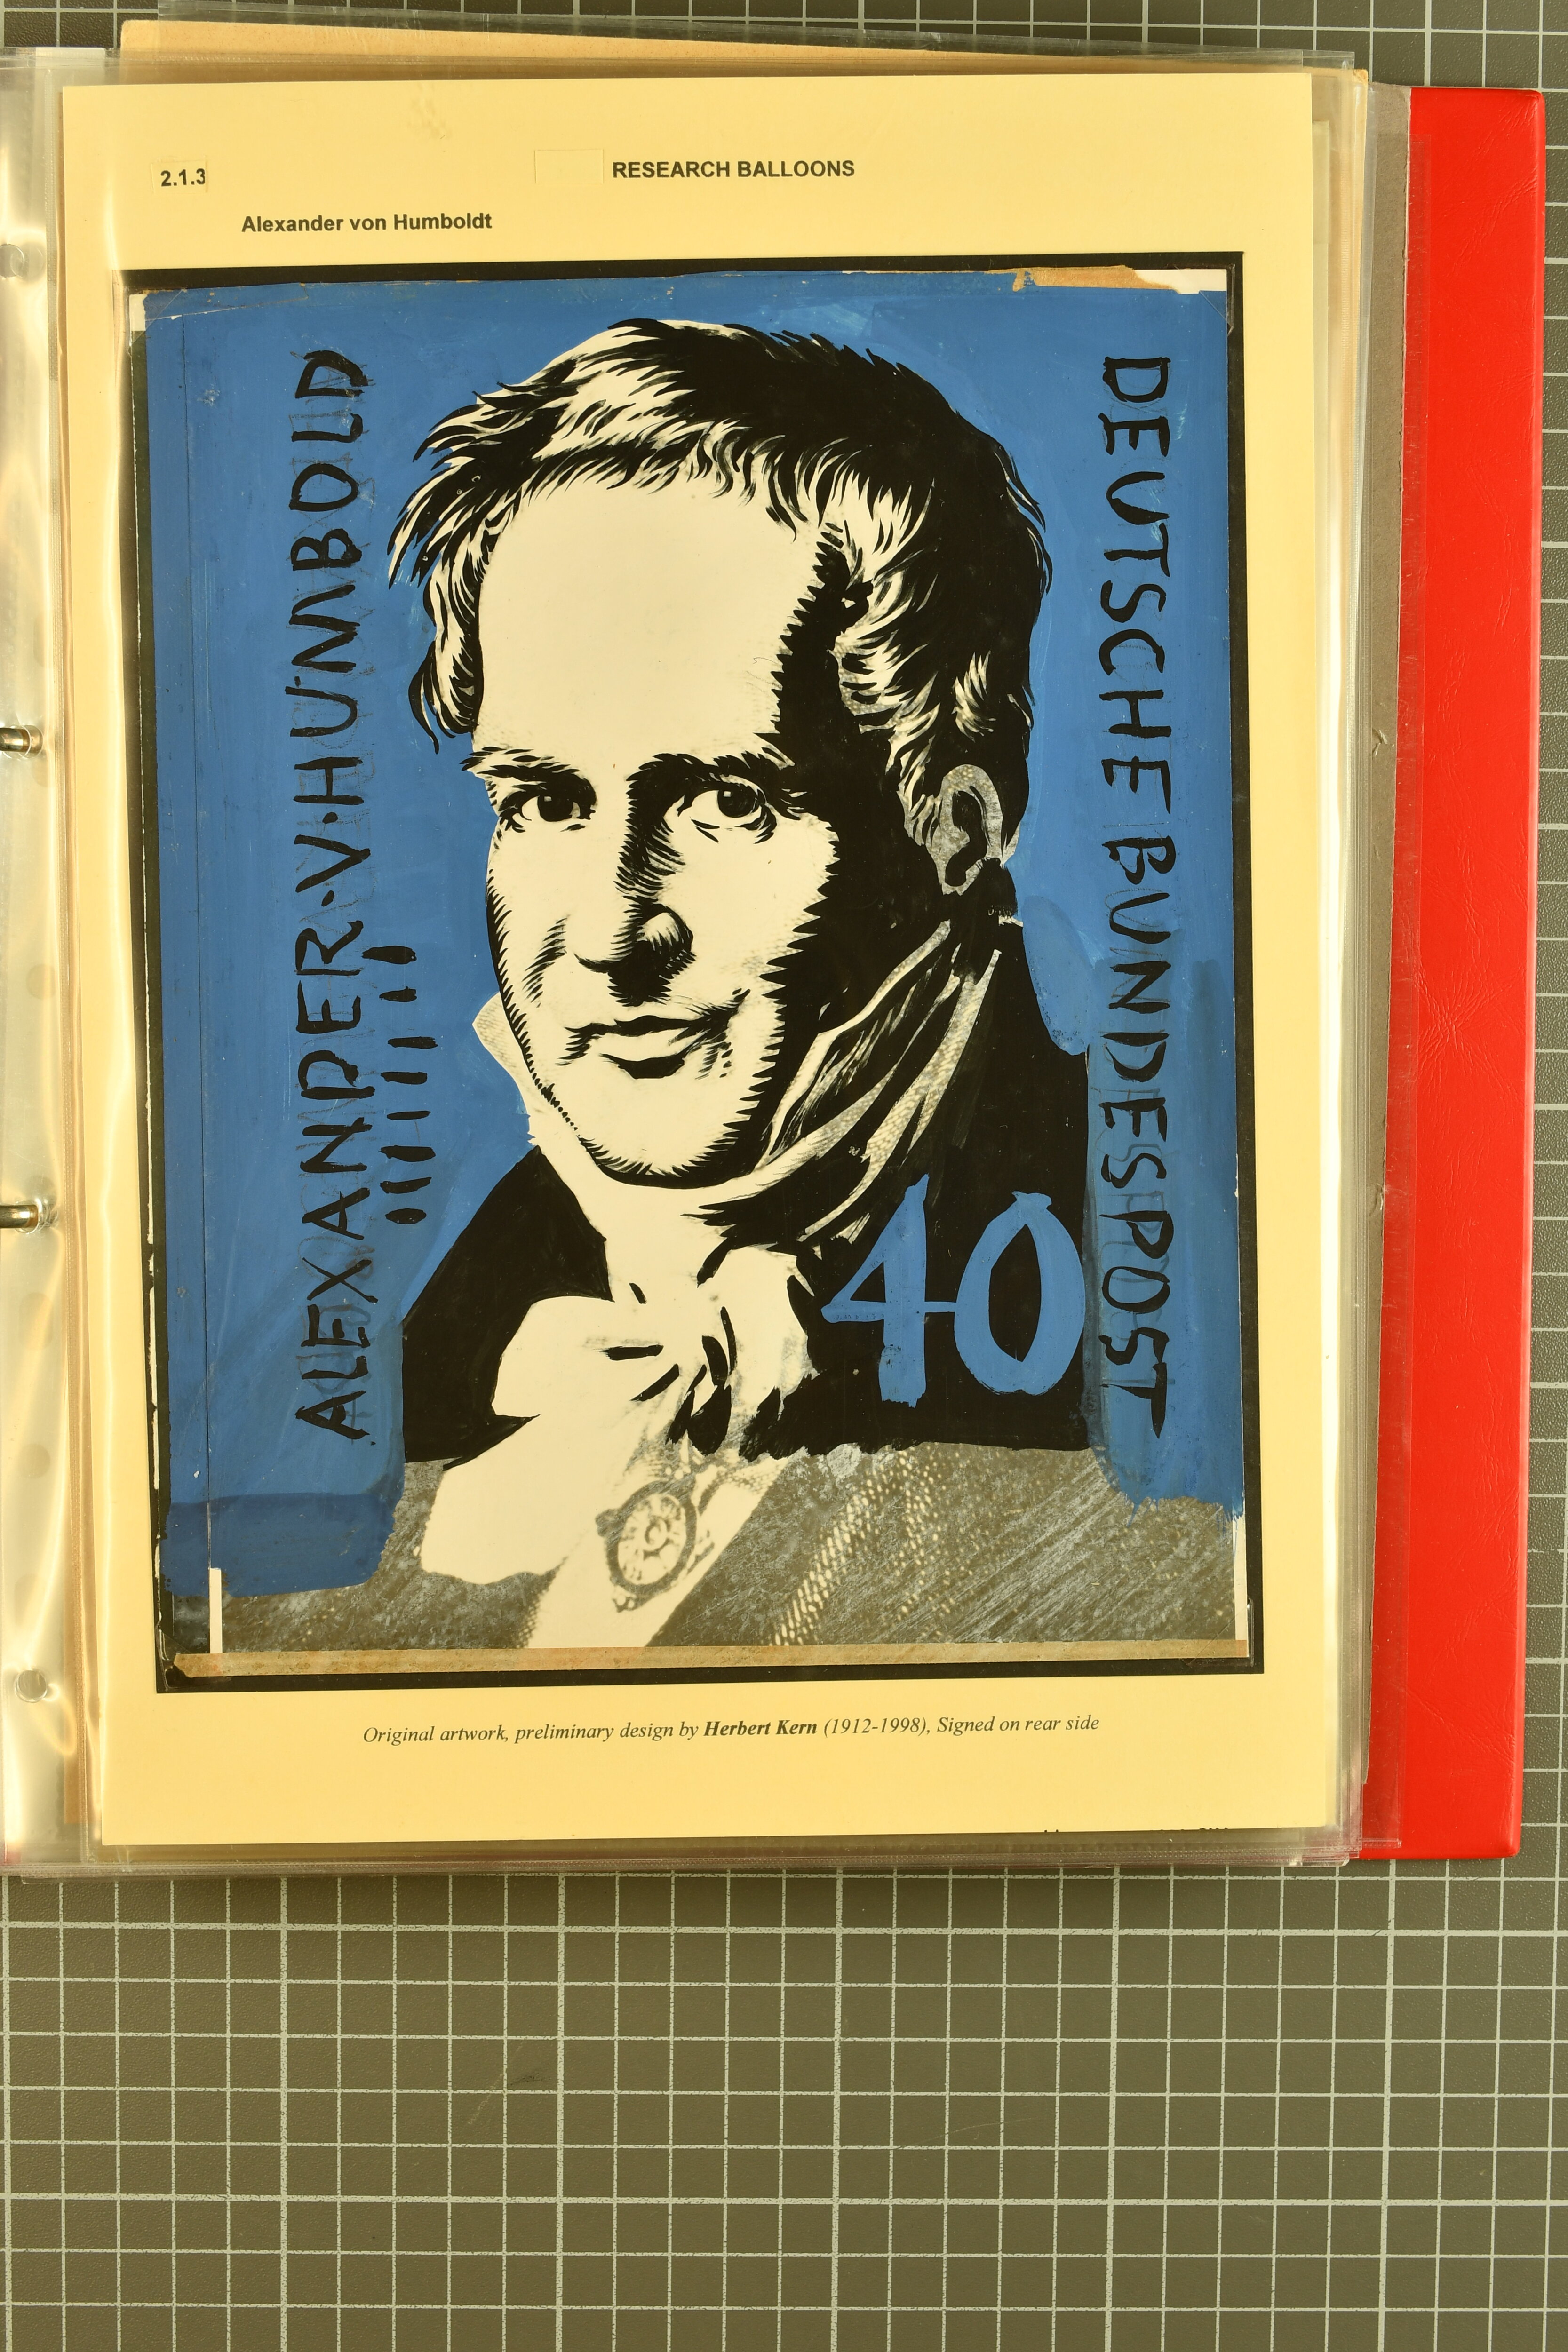 2.1.3
RESEARCH BALLOONS
Alexander von Humboldt
ALEXANDER·V·HUMBOLD
DEUTSCHE BUNDESPOST
40
Original artwork, preliminary design by Herbert Kern (1912-1998), Signed on rear side